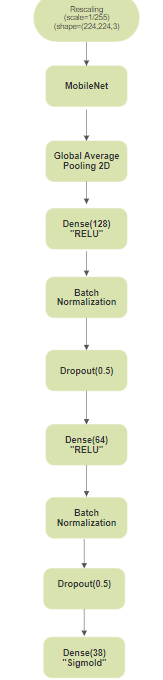 Rescaling
(scale=1/255)
(shape=(224,224,3)
MobileNet
Global Average
Pooling 2D
Dense(128)
"RELU"
Batch
Normalization
Dropout(0.5)
Dense(64)
"RELU"
Batch
Normalization
Dropout(0.5)
Dense(38)
"Sigmold"